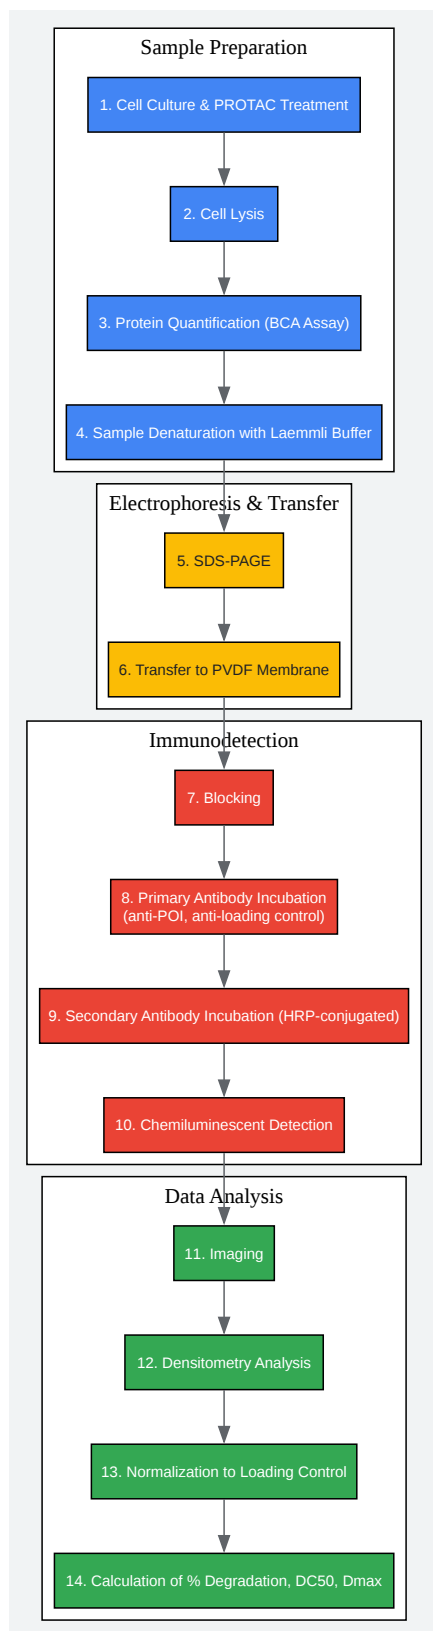 Sample Preparation
1. Cell Culture & PROTAC Treatment
2. Cell Lysis
3. Protein Quantification (BCA Assay)
4. Sample Denaturation with Laemmli Buffer
Electrophoresis & Transfer
5. SDS-PAGE
6. Transfer to PVDF Membrane
Immunodetection
7. Blocking
8. Primary Antibody Incubation
(anti-POI, anti-loading control)
9. Secondary Antibody Incubation (HRP-conjugated)
10. Chemiluminescent Detection
Data Analysis
11. Imaging
12. Densitometry Analysis
13. Normalization to Loading Control
14. Calculation of % Degradation, DC50, Dmax